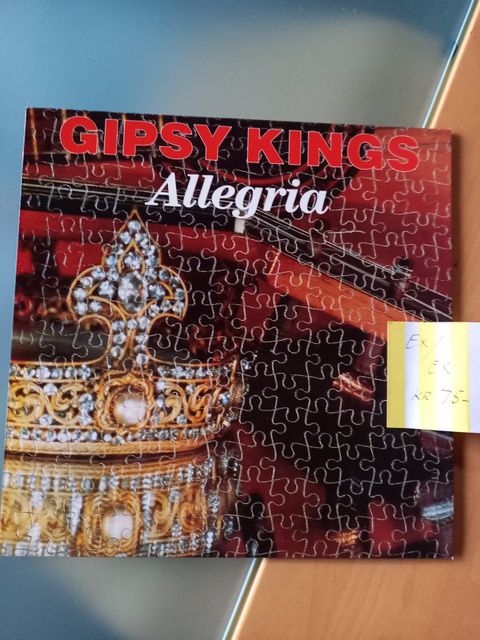 GIPSY KINGS
Allegria
EX/
EX
KR 75-